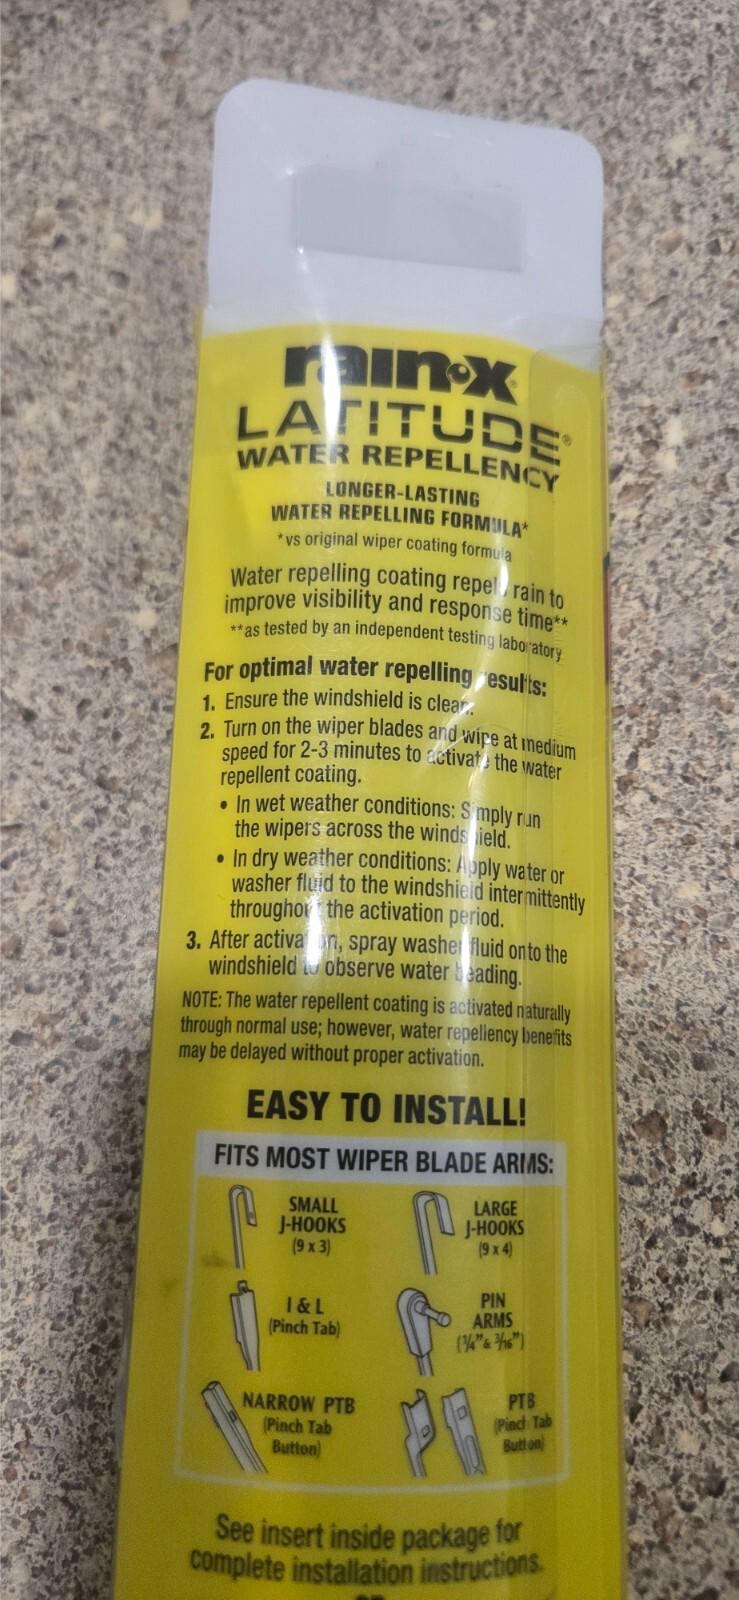 rain·x®
LATITUDE®
WATER REPELLENCY
LONGER-LASTING
WATER REPELLING FORMULA*
*vs original wiper coating formula
Water repelling coating repels rain to
improve visibility and response time**
**as tested by an independent testing laboratory
For optimal water repelling results:
1. Ensure the windshield is clean.
2. Turn on the wiper blades and wipe at medium
speed for 2-3 minutes to activate the water
repellent coating.
• In wet weather conditions: Simply run
the wipers across the windshield.
• In dry weather conditions: Apply water or
washer fluid to the windshield intermittently
throughout the activation period.
3. After activation, spray washer fluid onto the
windshield to observe water beading.
NOTE: The water repellent coating is activated naturally
through normal use; however, water repellency benefits
may be delayed without proper activation.
EASY TO INSTALL!
FITS MOST WIPER BLADE ARMS:
SMALL
J-HOOKS
(9 x 3)
LARGE
J-HOOKS
(9 x 4)
I & L
(Pinch Tab)
PIN
ARMS
(1/4" & 3/16")
NARROW PTB
(Pinch Tab
Button)
PTB
(Pinch Tab
Button)
See insert inside package for
complete installation instructions.